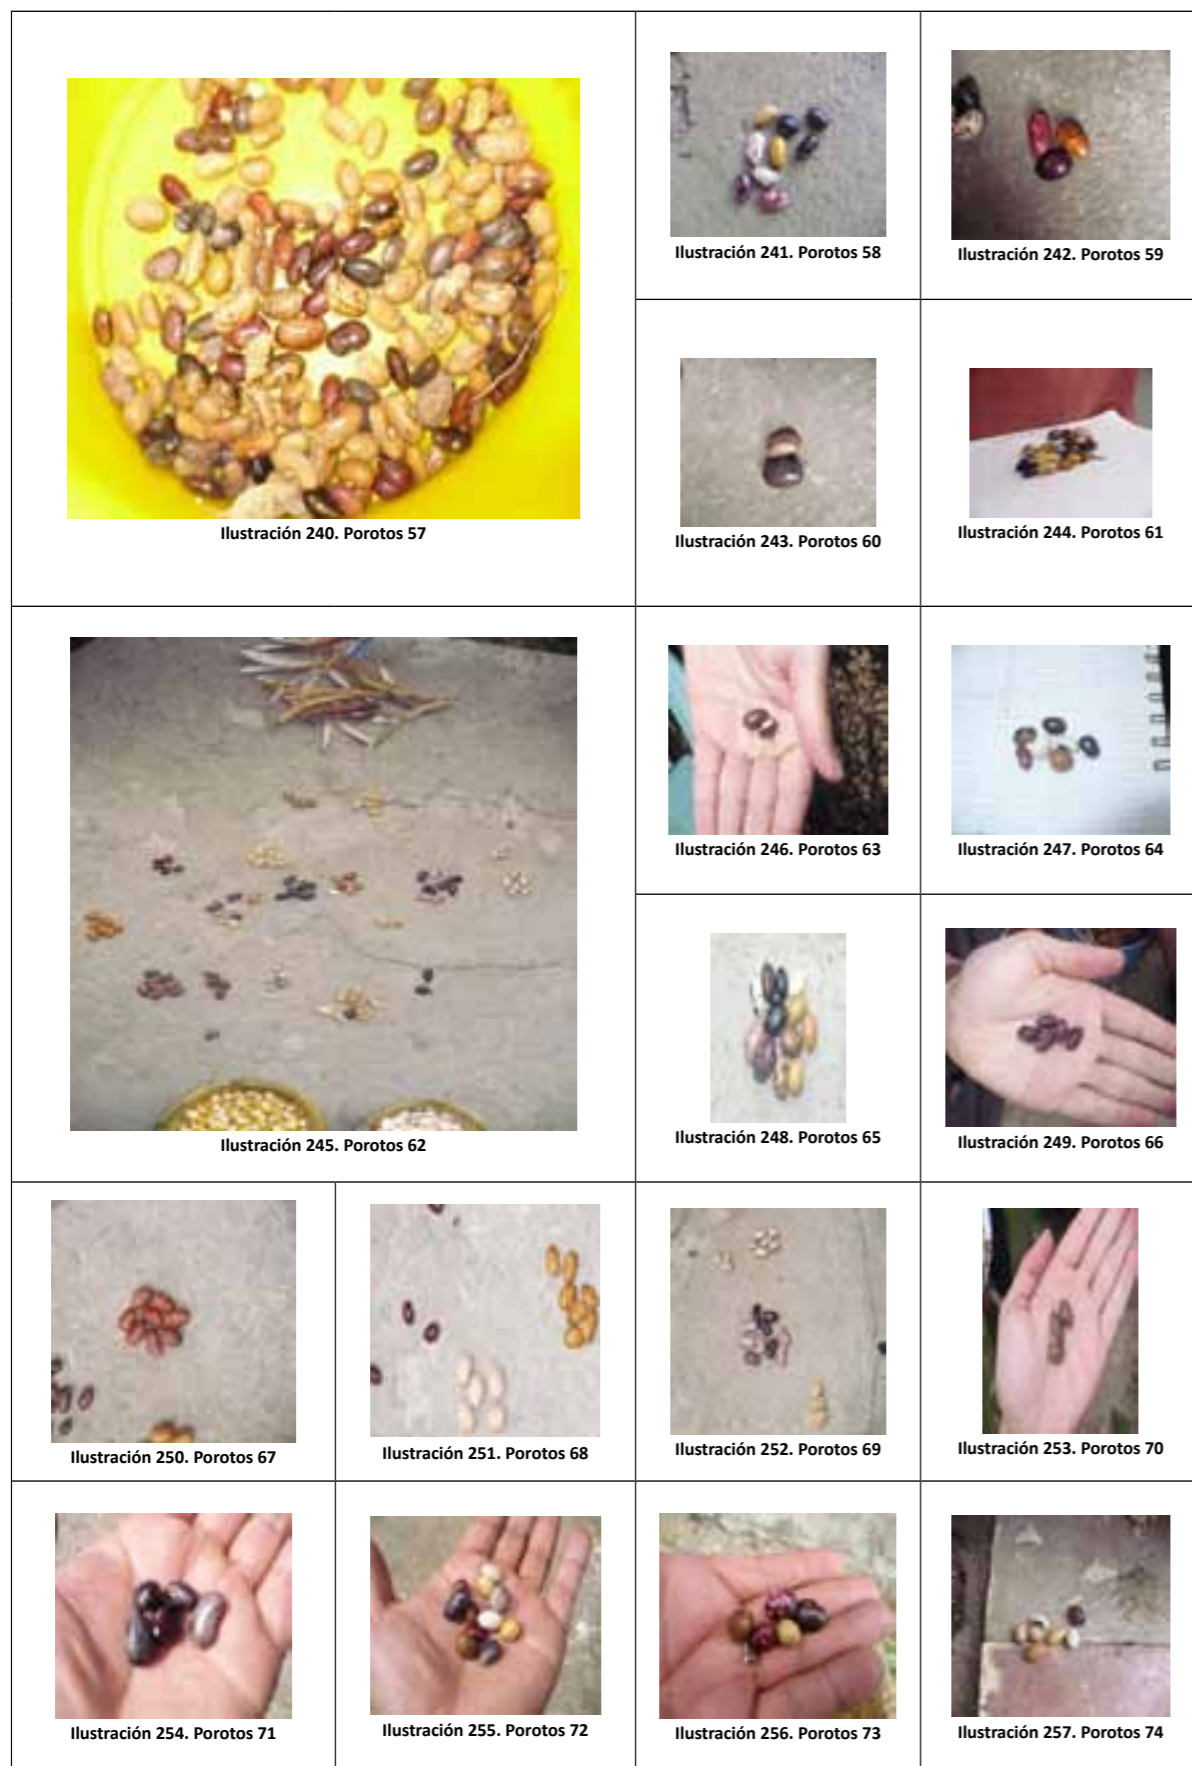 Ilustración 240. Porotos 57
Ilustración 241. Porotos 58
Ilustración 242. Porotos 59
Ilustración 243. Porotos 60
Ilustración 244. Porotos 61
Ilustración 245. Porotos 62
Ilustración 246. Porotos 63
Ilustración 247. Porotos 64
Ilustración 248. Porotos 65
Ilustración 249. Porotos 66
Ilustración 250. Porotos 67
Ilustración 251. Porotos 68
Ilustración 252. Porotos 69
Ilustración 253. Porotos 70
Ilustración 254. Porotos 71
Ilustración 255. Porotos 72
Ilustración 256. Porotos 73
Ilustración 257. Porotos 74